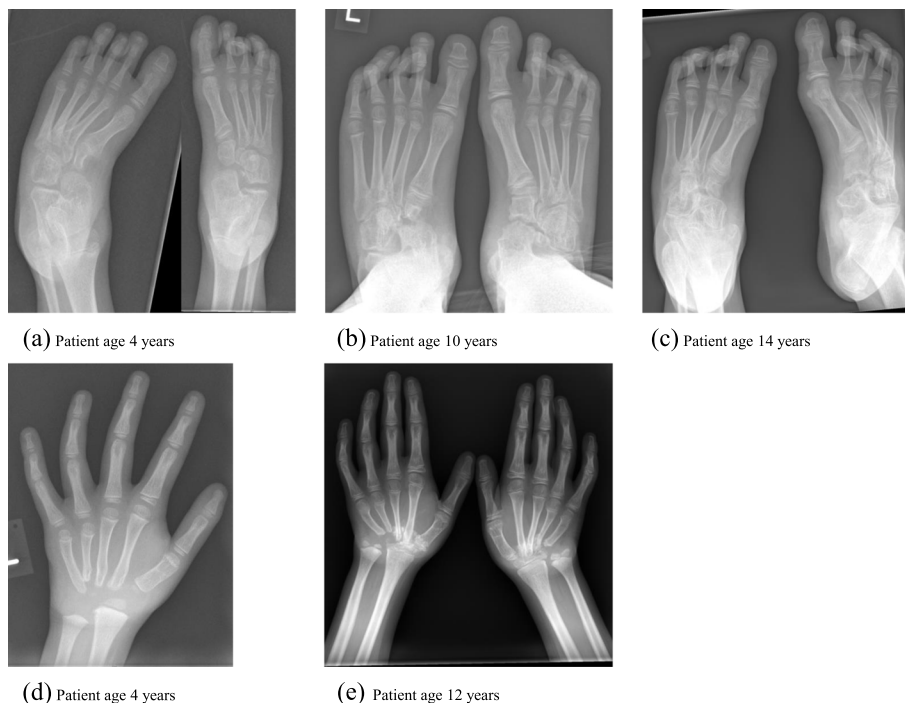 L
(a) Patient age 4 years
(b) Patient age 10 years
(c) Patient age 14 years
(d) Patient age 4 years
(e) Patient age 12 years